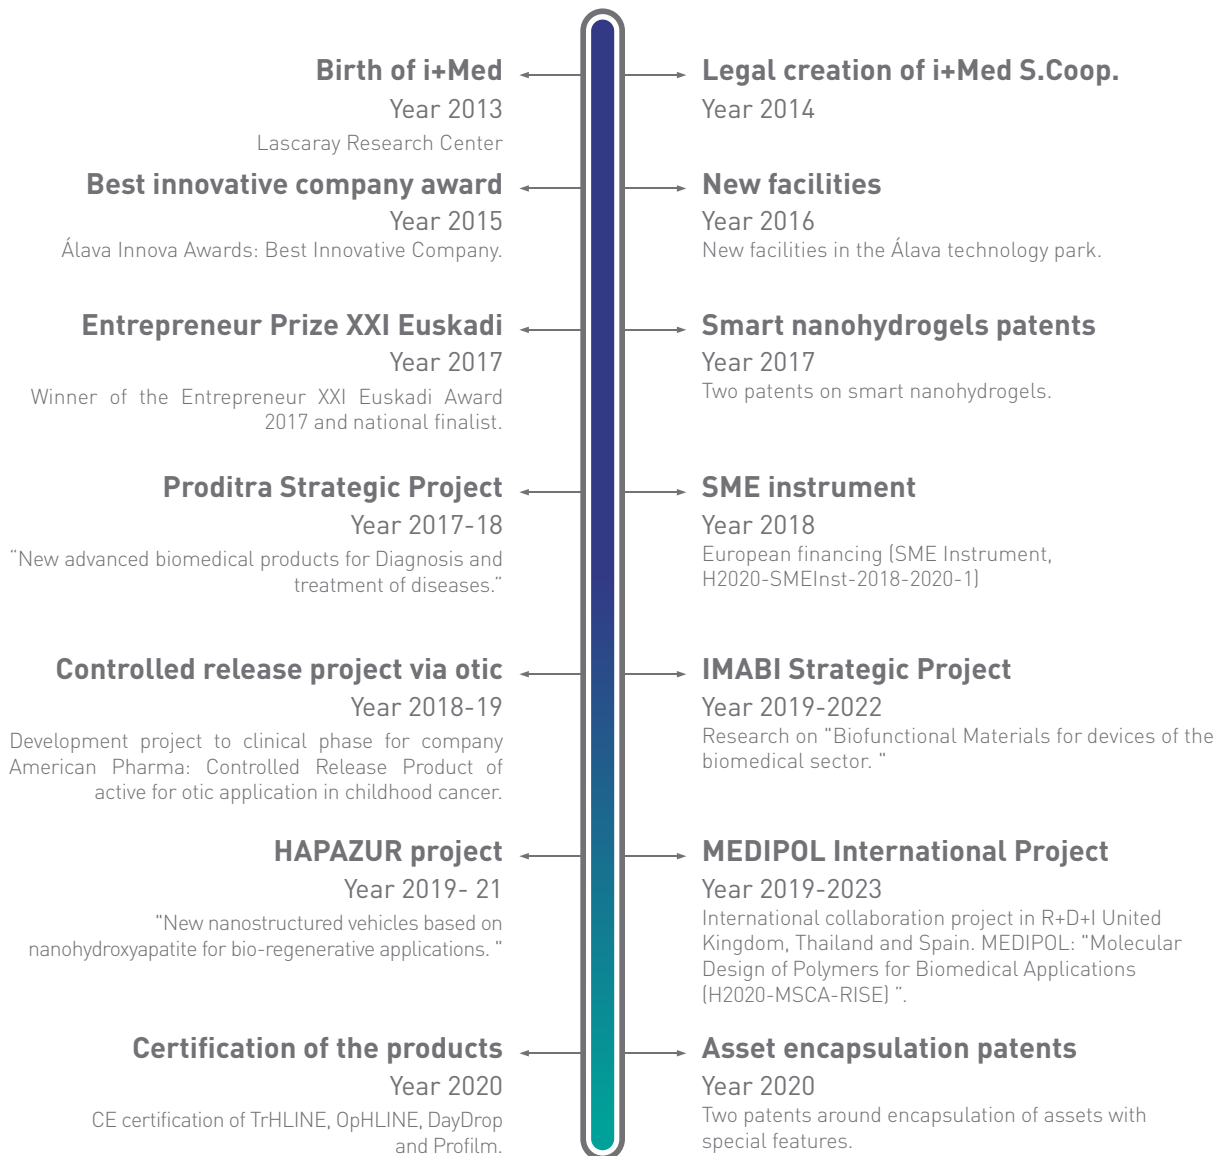 Birth of i+Med
Year 2013
Lascaray Research Center
Legal creation of i+Med S.Coop.
Year 2014
Best innovative company award
Year 2015
Álava Innova Awards: Best Innovative Company.
New facilities
Year 2016
New facilities in the Álava technology park.
Entrepreneur Prize XXI Euskadi
Year 2017
Winner of the Entrepreneur XXI Euskadi Award
2017 and national finalist.
Smart nanohydrogels patents
Year 2017
Two patents on smart nanohydrogels.
Proditra Strategic Project
Year 2017-18
“New advanced biomedical products for Diagnosis and
treatment of diseases.”
SME instrument
Year 2018
European financing (SME Instrument,
H2020-SMEInst-2018-2020-1)
Controlled release project via otic
Year 2018-19
Development project to clinical phase for company
American Pharma: Controlled Release Product of
active for otic application in childhood cancer.
IMABI Strategic Project
Year 2019-2022
Research on "Biofunctional Materials for devices of the
biomedical sector. "
HAPAZUR project
Year 2019- 21
"New nanostructured vehicles based on
nanohydroxyapatite for bio-regenerative applications. "
MEDIPOL International Project
Year 2019-2023
International collaboration project in R+D+I United
Kingdom, Thailand and Spain. MEDIPOL: "Molecular
Design of Polymers for Biomedical Applications
(H2020-MSCA-RISE) ”.
Certification of the products
Year 2020
CE certification of TrHLINE, OpHLINE, DayDrop
and Profilm.
Asset encapsulation patents
Year 2020
Two patents around encapsulation of assets with
special features.